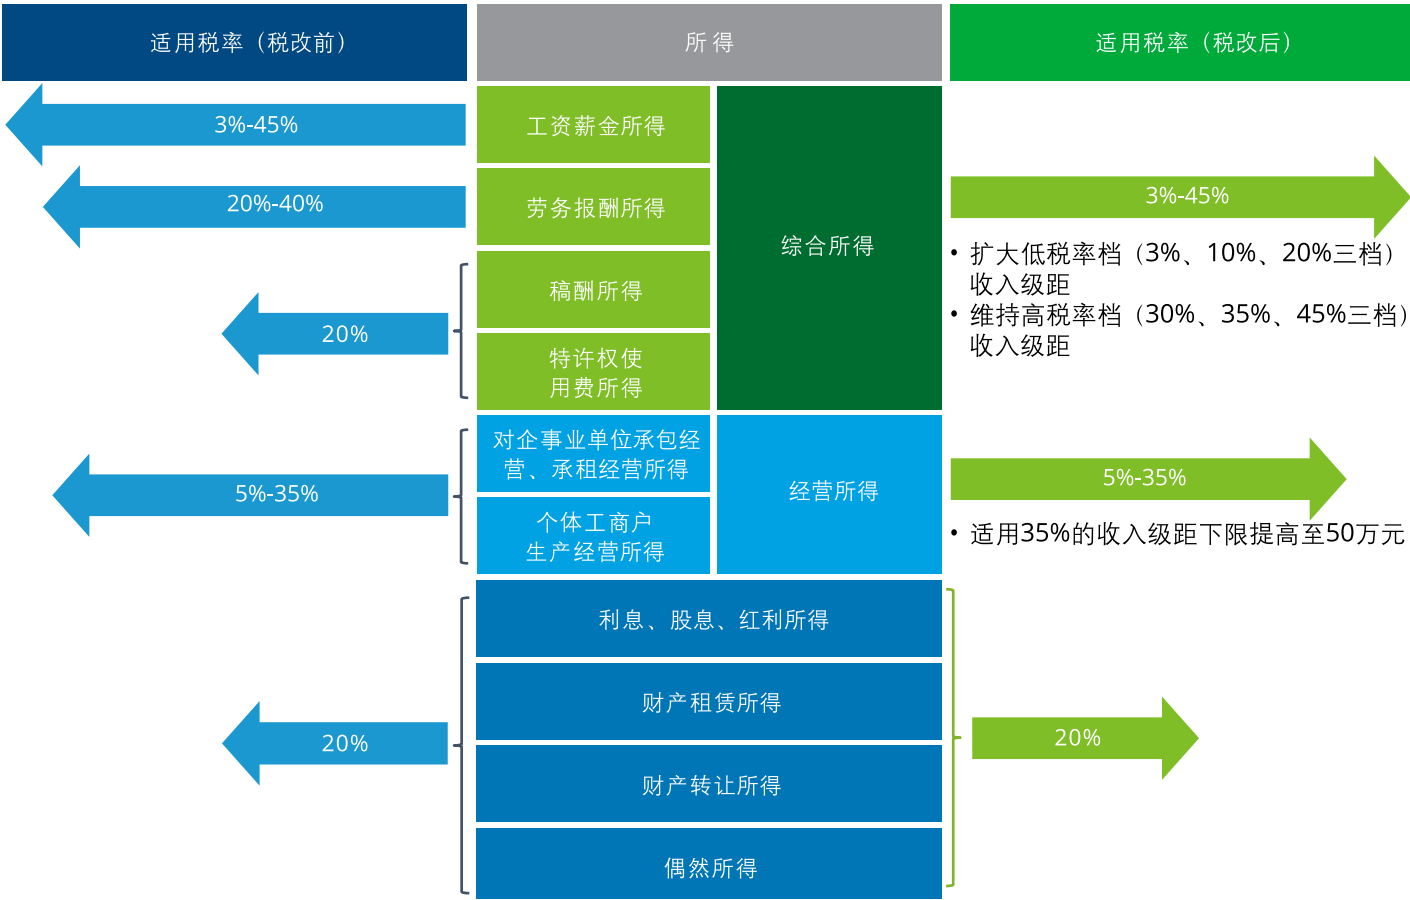 适用税率（税改前）
所得
适用税率（税改后）
3%-45%
工资薪金所得
20%-40%
劳务报酬所得
稿酬所得
20%
特许权使
用费所得
综合所得
3%-45%
• 扩大低税率档（3%、10%、20%三档）
收入级距
• 维持高税率档（30%、35%、45%三档）
收入级距
5%-35%
对企事业单位承包经
营、承租经营所得
个体工商户
生产经营所得
经营所得
5%-35%
• 适用35%的收入级距下限提高至50万元
20%
利息、股息、红利所得
财产租赁所得
财产转让所得
偶然所得
20%